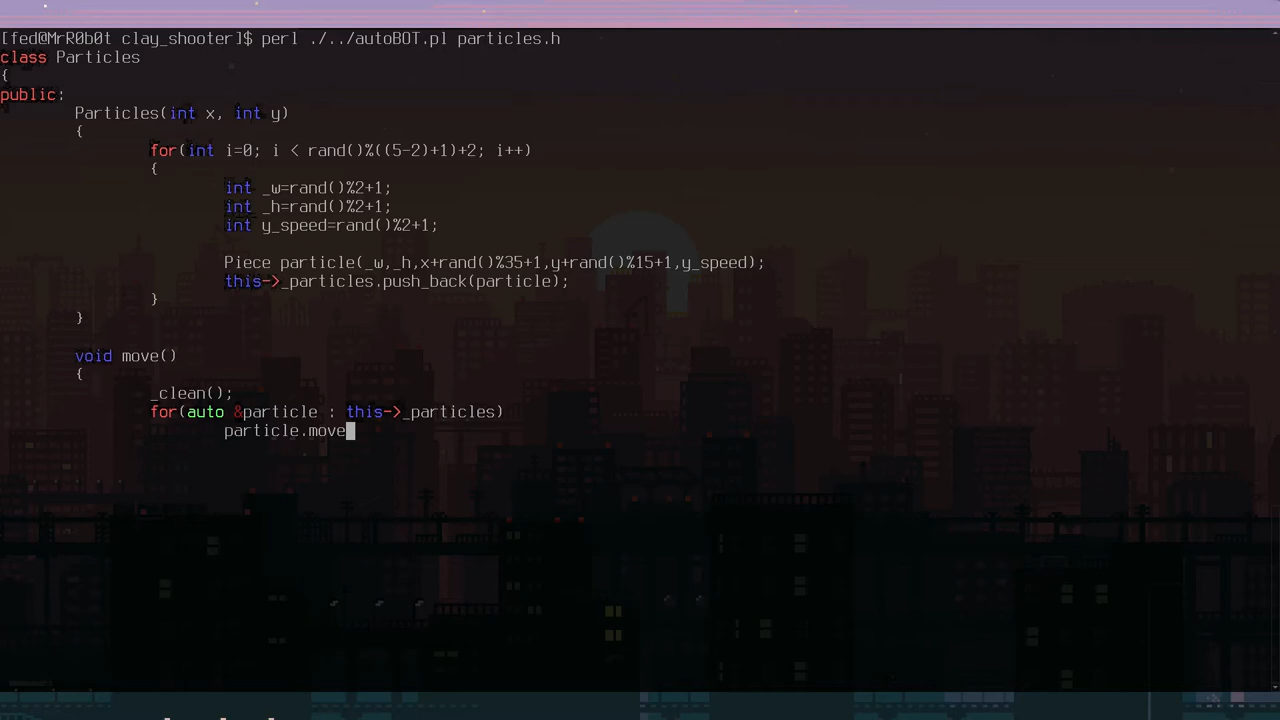 [fed@MrR0b0t clay_shooter]$ perl ./../autoBOT.pl particles.h
class Particles
{
public:
Particles(int x, int y)
{
for(int i=0; i < rand()%((5-2)+1)+2; i++)
{
int _w=rand()%2+1;
int _h=rand()%2+1;
int y_speed=rand()%2+1;
Piece particle(_w,_h,x+rand()%35+1,y+rand()%15+1,y_speed);
this->_particles.push_back(particle);
}
}
void move()
{
_clean();
for(auto &particle : this->_particles)
particle.move